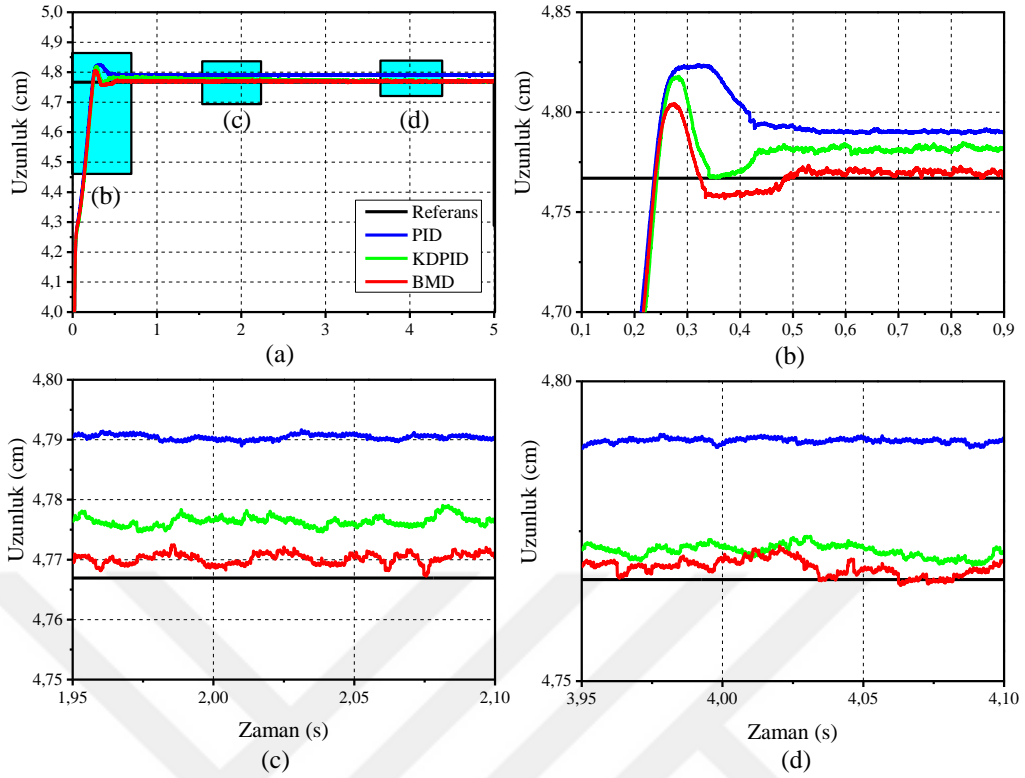 5,0
4,9
4,8
4,7
4,6
4,5
4,4
4,3
4,2
4,1
4,0
Uzunluk (cm)
(b)
(c)
(d)
Referans
PID
KDPID
BMD
0 1 2 3 4 5
(a)
4,85
4,80
4,75
4,70
Uzunluk (cm)
0,1 0,2 0,3 0,4 0,5 0,6 0,7 0,8 0,9
(b)
4,80
4,79
4,78
4,77
4,76
4,75
Uzunluk (cm)
1,95 2,00 2,05 2,10
Zaman (s)
(c)
4,80
4,75
Uzunluk (cm)
3,95 4,00 4,05 4,10
Zaman (s)
(d)